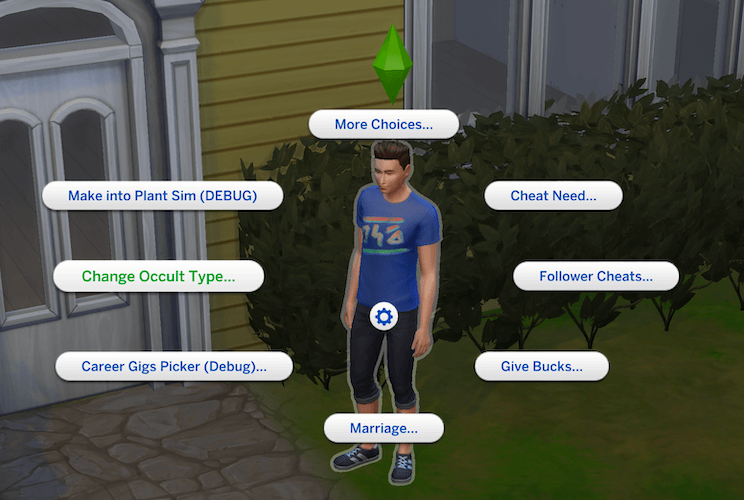 More Choices...
Make into Plant Sim (DEBUG)
Cheat Need...
Change Occult Type...
Follower Cheats...
Career Gigs Picker (Debug)...
Give Bucks...
Marriage...